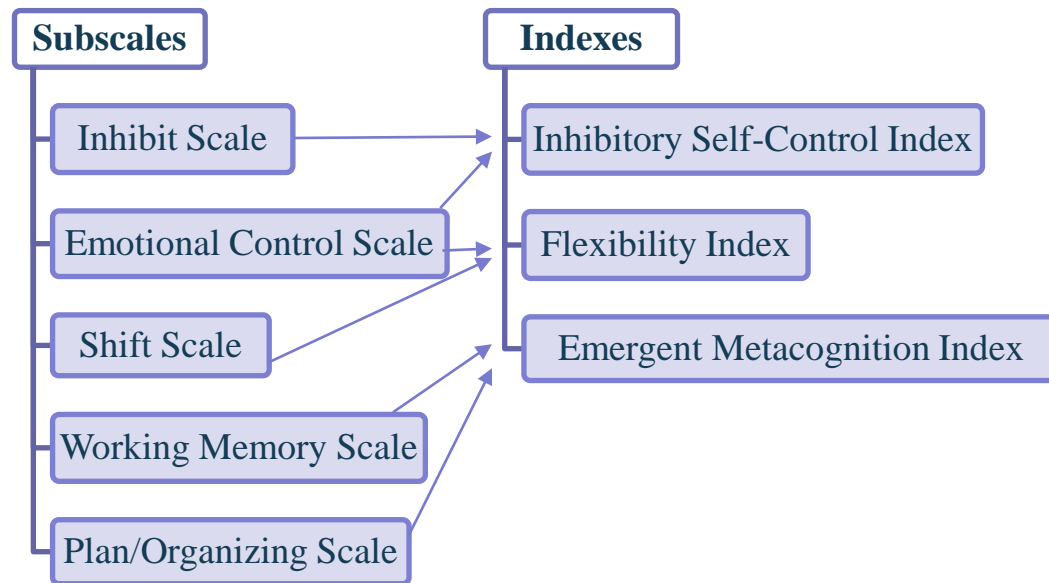 Subscales
Inhibit Scale
Emotional Control Scale
Shift Scale
Working Memory Scale
Plan/Organizing Scale
Indexes
Inhibitory Self-Control Index
Flexibility Index
Emergent Metacognition Index